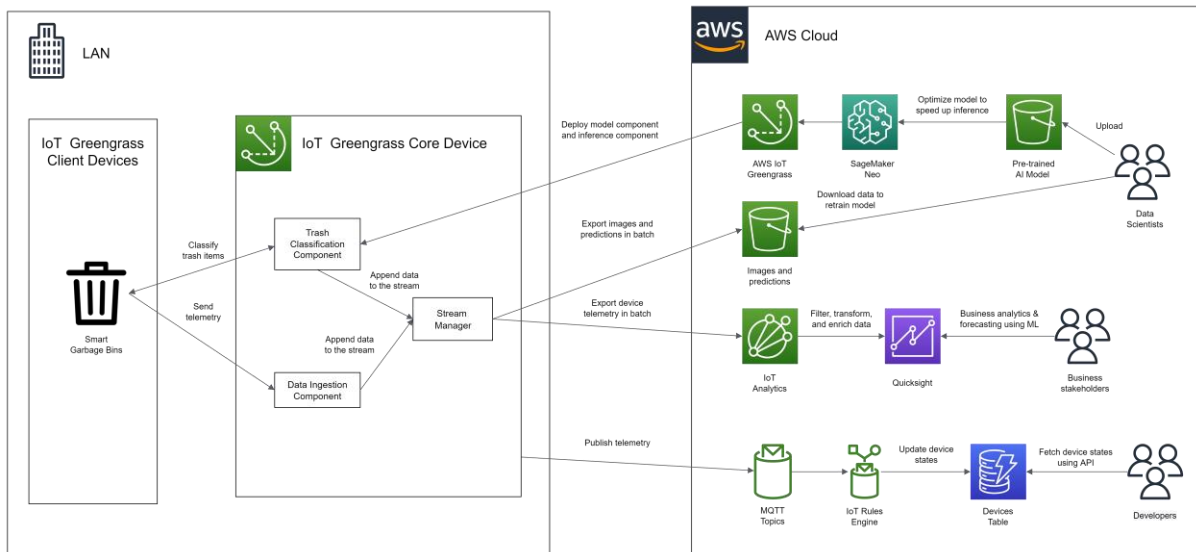 LAN
IoT Greengrass
Client Devices
Smart
Garbage Bins
Classify
trash items
Send
telemetry
IoT Greengrass Core Device
Trash
Classification
Component
Append data
to the stream
Stream
Manager
Append data
to the stream
Data Ingestion
Component
Deploy model component
and inference component
Export images and
predictions in batch
Export device
telemetry in batch
Publish telemetry
aws
AWS Cloud
AWS IoT
Greengrass
SageMaker
Neo
Optimize model to
speed up inference
Pre-trained
AI Model
Upload
Data
Scientists
Download data to
retrain model
Images and
predictions
IoT
Analytics
Filter, transform,
and enrich data
Quicksight
Business analytics &
forecasting using ML
Business
stakeholders
MQTT
Topics
IoT Rules
Engine
Update device
states
Devices
Table
Fetch device states
using API
Developers